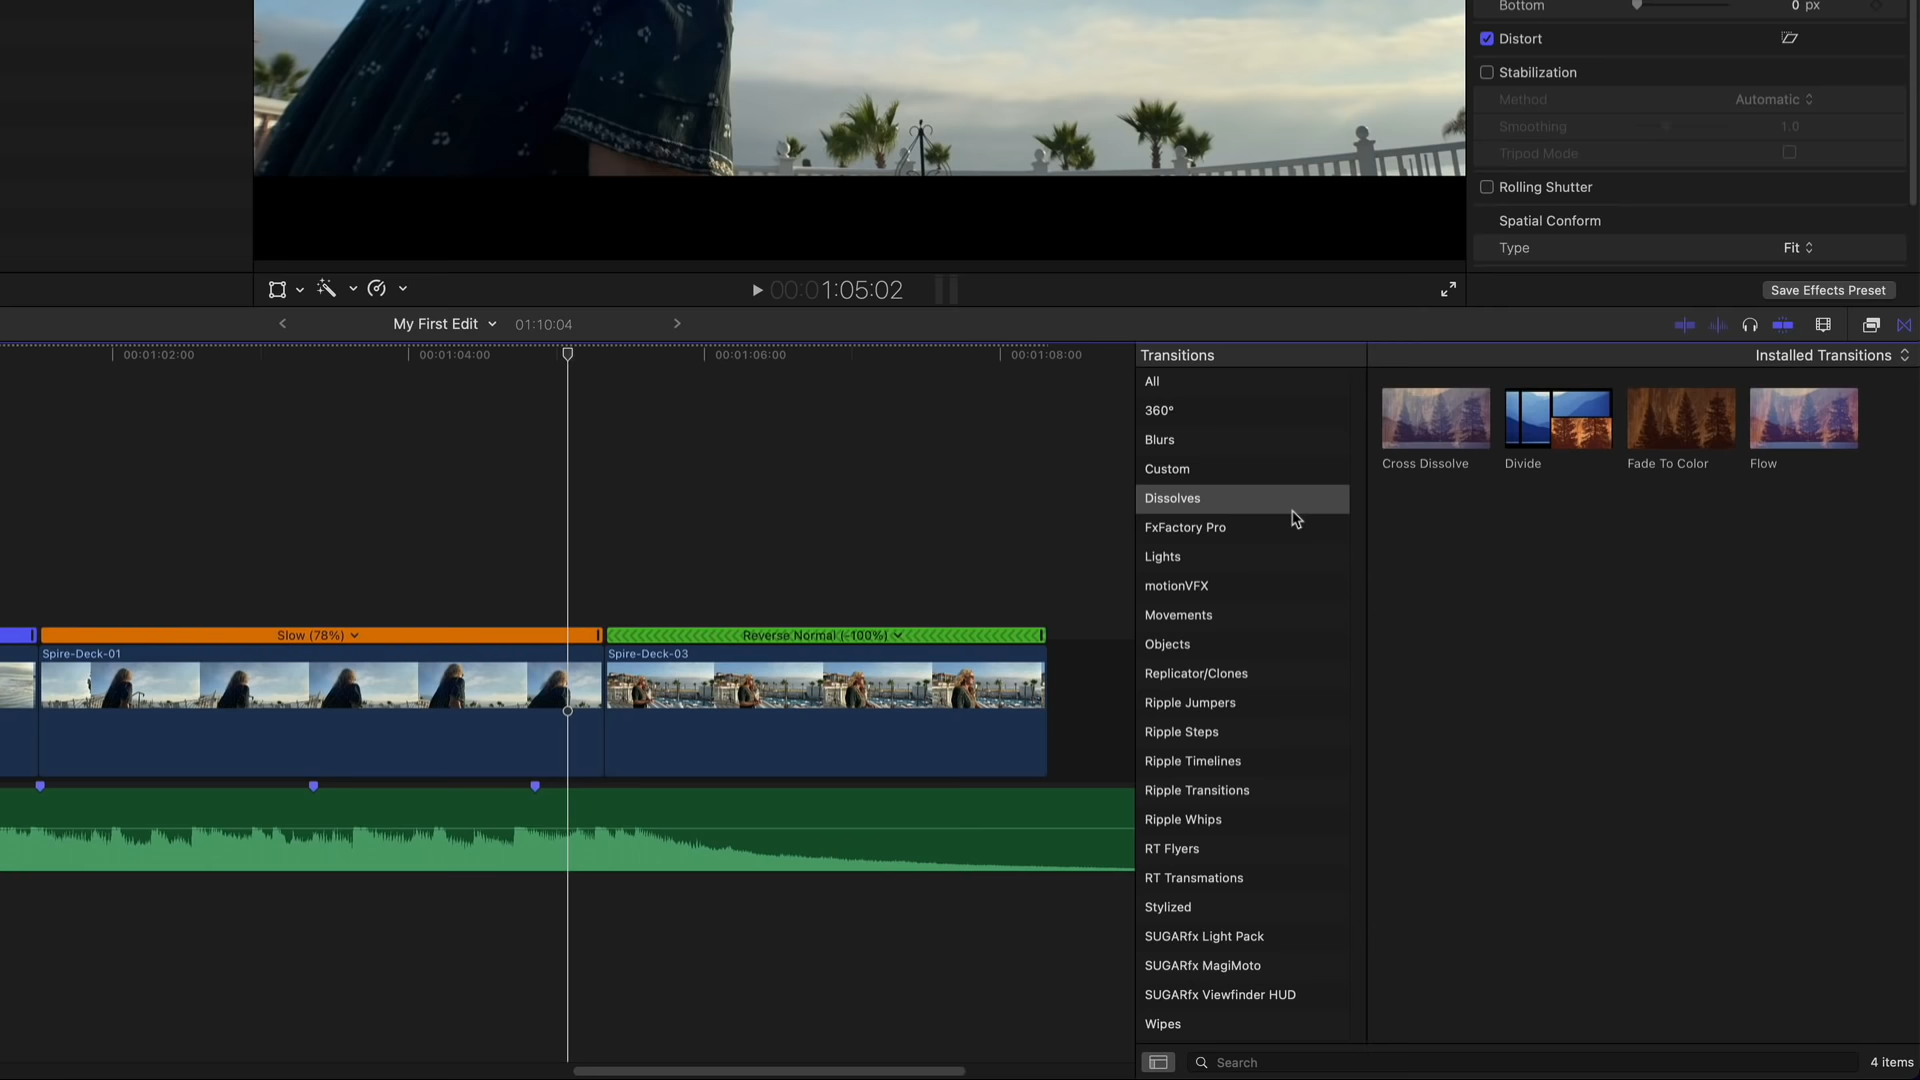 Bottom
0 px
Distort
Stabilization
Method
Automatic
Smoothing
1.0
Tripod Mode
Rolling Shutter
Spatial Conform
Type
Fit
00:01:05:02
Save Effects Preset
My First Edit
01:10:04
00:01:02:00
00:01:04:00
00:01:06:00
00:01:08:00
Transitions
Installed Transitions
All
360°
Blurs
Custom
Dissolves
FxFactory Pro
Lights
motionVFX
Movements
Objects
Replicator/Clones
Ripple Jumpers
Ripple Steps
Ripple Timelines
Ripple Transitions
Ripple Whips
RT Flyers
RT Transmations
Stylized
SUGARfx Light Pack
SUGARfx MagiMoto
SUGARfx Viewfinder HUD
Wipes
Cross Dissolve
Divide
Fade To Color
Flow
Slow (78%)
Reverse Normal (-100%)
Spire-Deck-01
Spire-Deck-03
Search
4 items